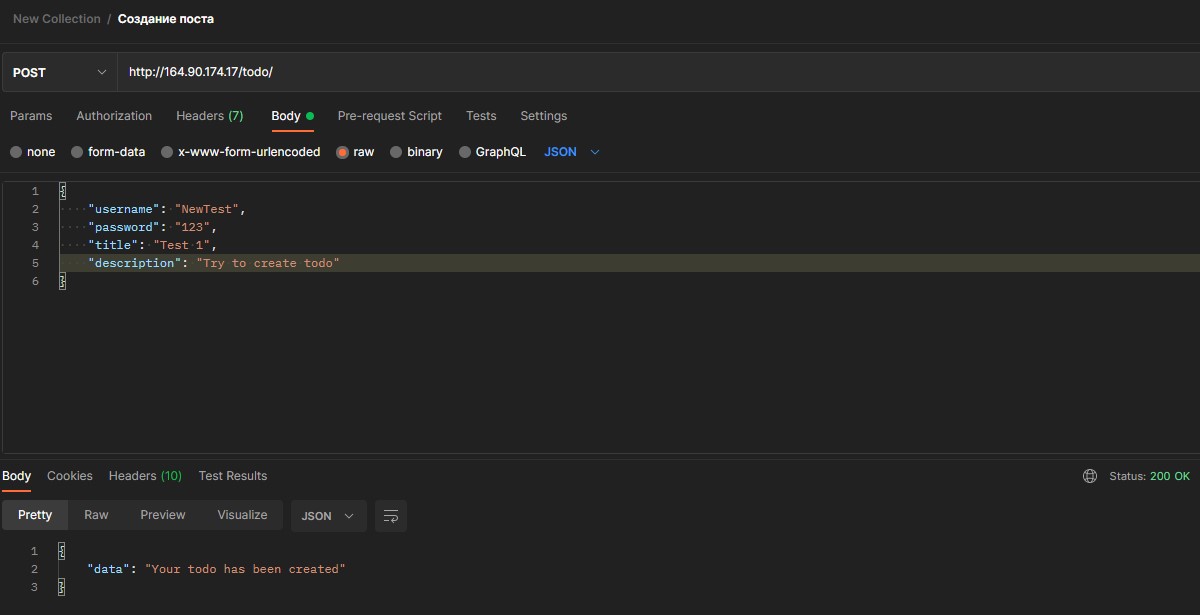 New Collection / Создание поста
POST http://164.90.174.17/todo/
Params Authorization Headers (7) Body Pre-request Script Tests Settings
none form-data x-www-form-urlencoded raw binary GraphQL JSON
1 {
2 "username": "NewTest",
3 "password": "123",
4 "title": "Test 1",
5 "description": "Try to create todo"
6 }
Body Cookies Headers (10) Test Results Status: 200 OK
Pretty Raw Preview Visualize JSON
1 {
2 "data": "Your todo has been created"
3 }